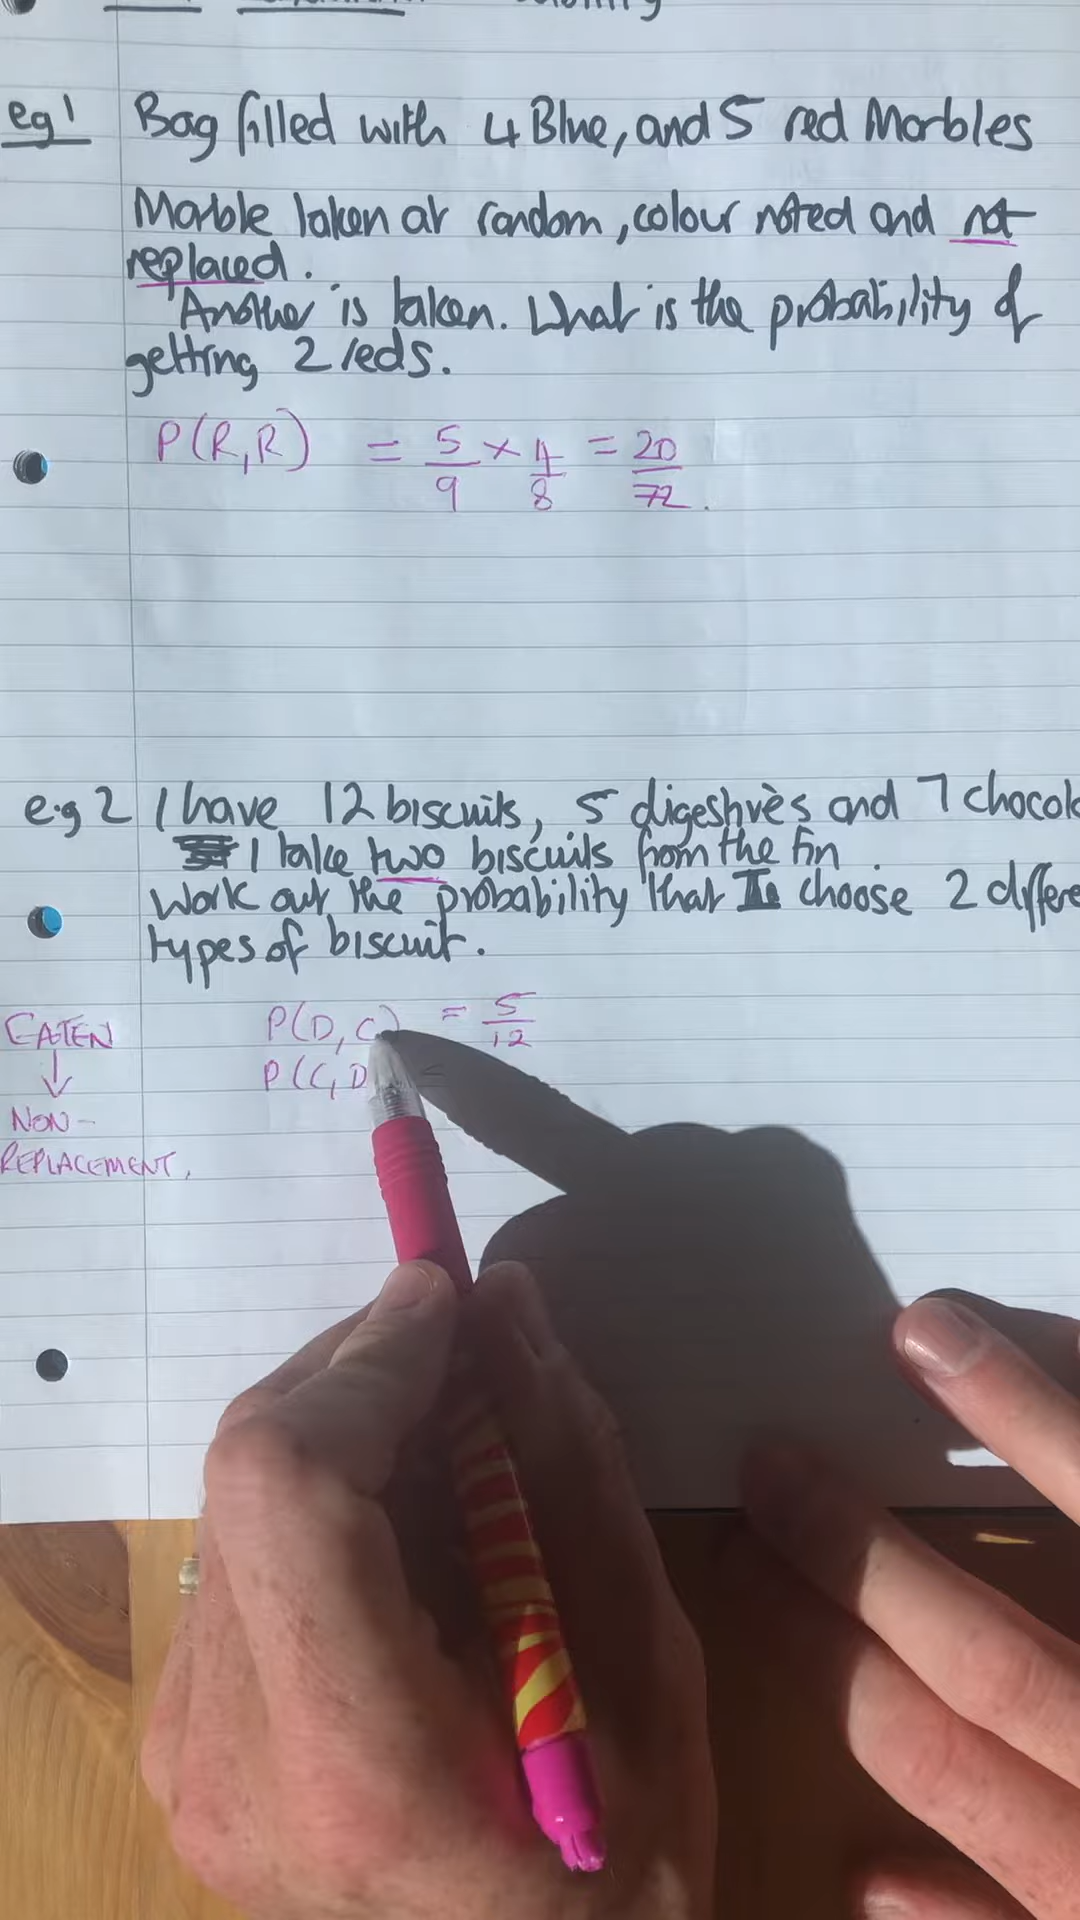 eg 1 Bag filled with 4 Blue, and 5 red Marbles
Marble taken at random, colour noted and not
replaced.
Another is taken. What is the probability of
getting 2 reds.
P(R,R) = 5/9 × 4/8 = 20/72.
e.g 2 I have 12 biscuits, 5 digestives and 7 chocol
I take two biscuits from the tin.
Work out the probability that I choose 2 differe
types of biscuit.
EATEN
↓
NON-
REPLACEMENT,
P(D,C) = 5/12
P(C,D =